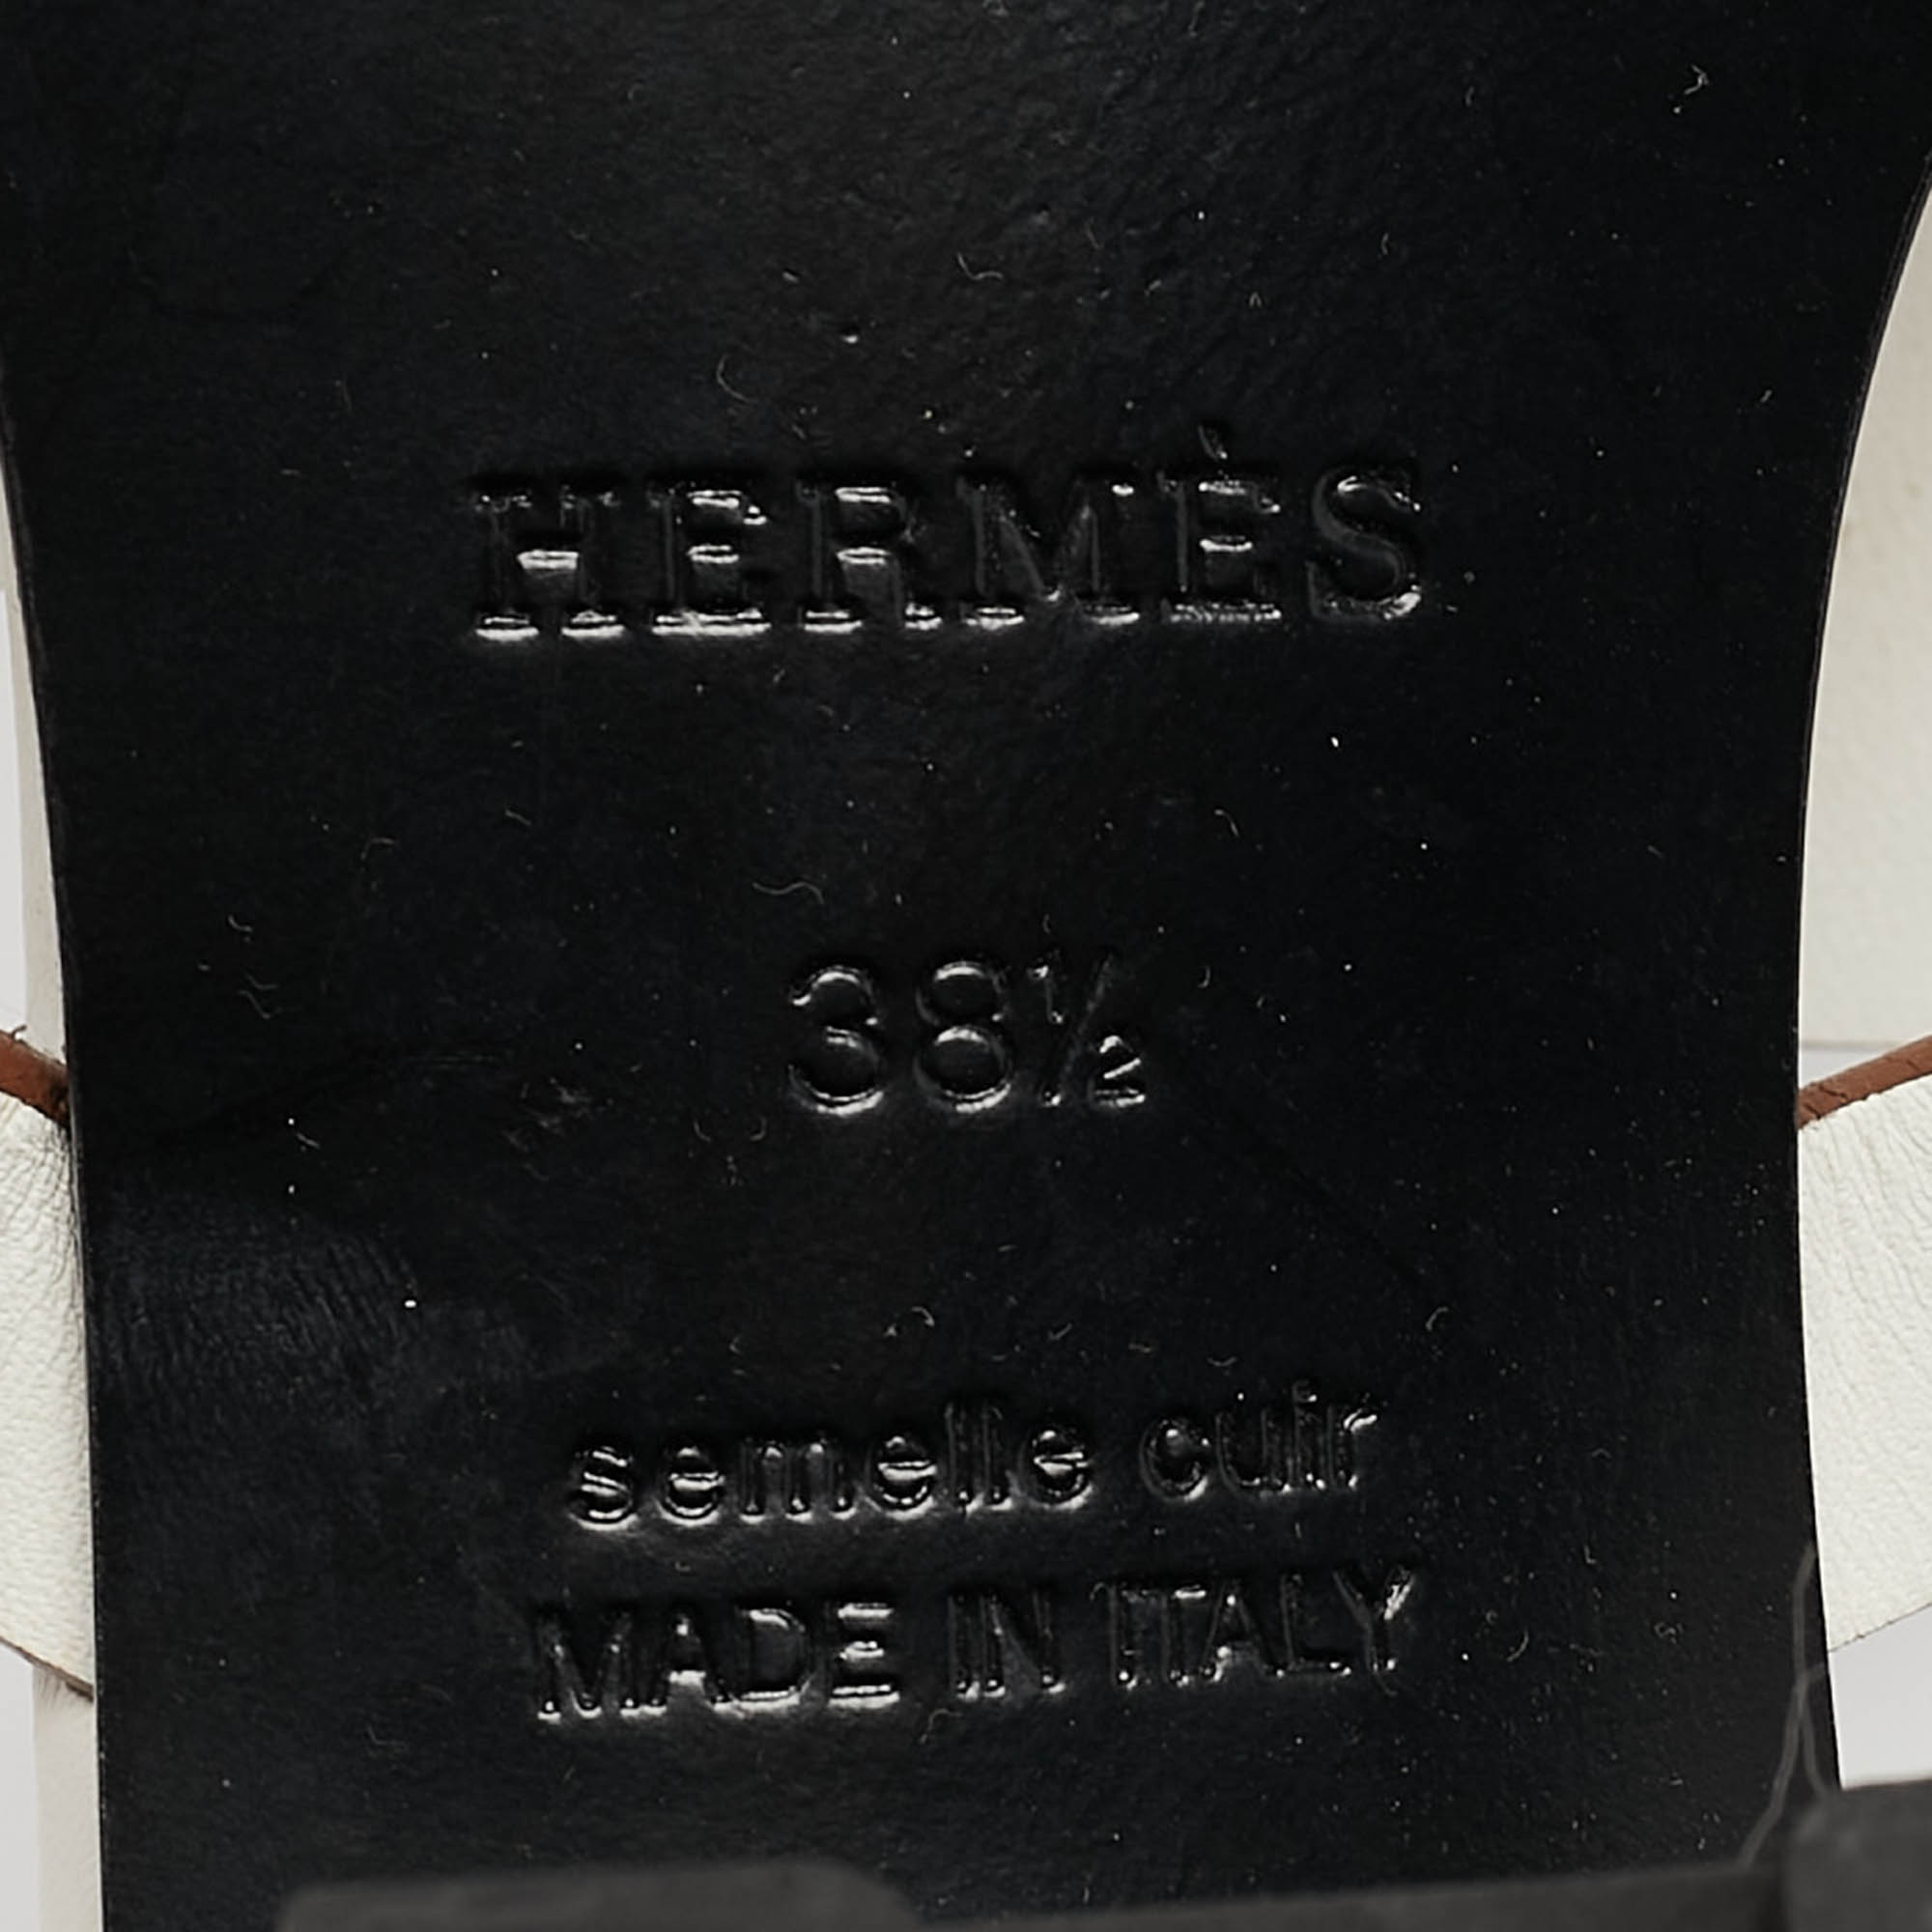 HERMÈS
38½
semelle cuir
MADE IN ITALY